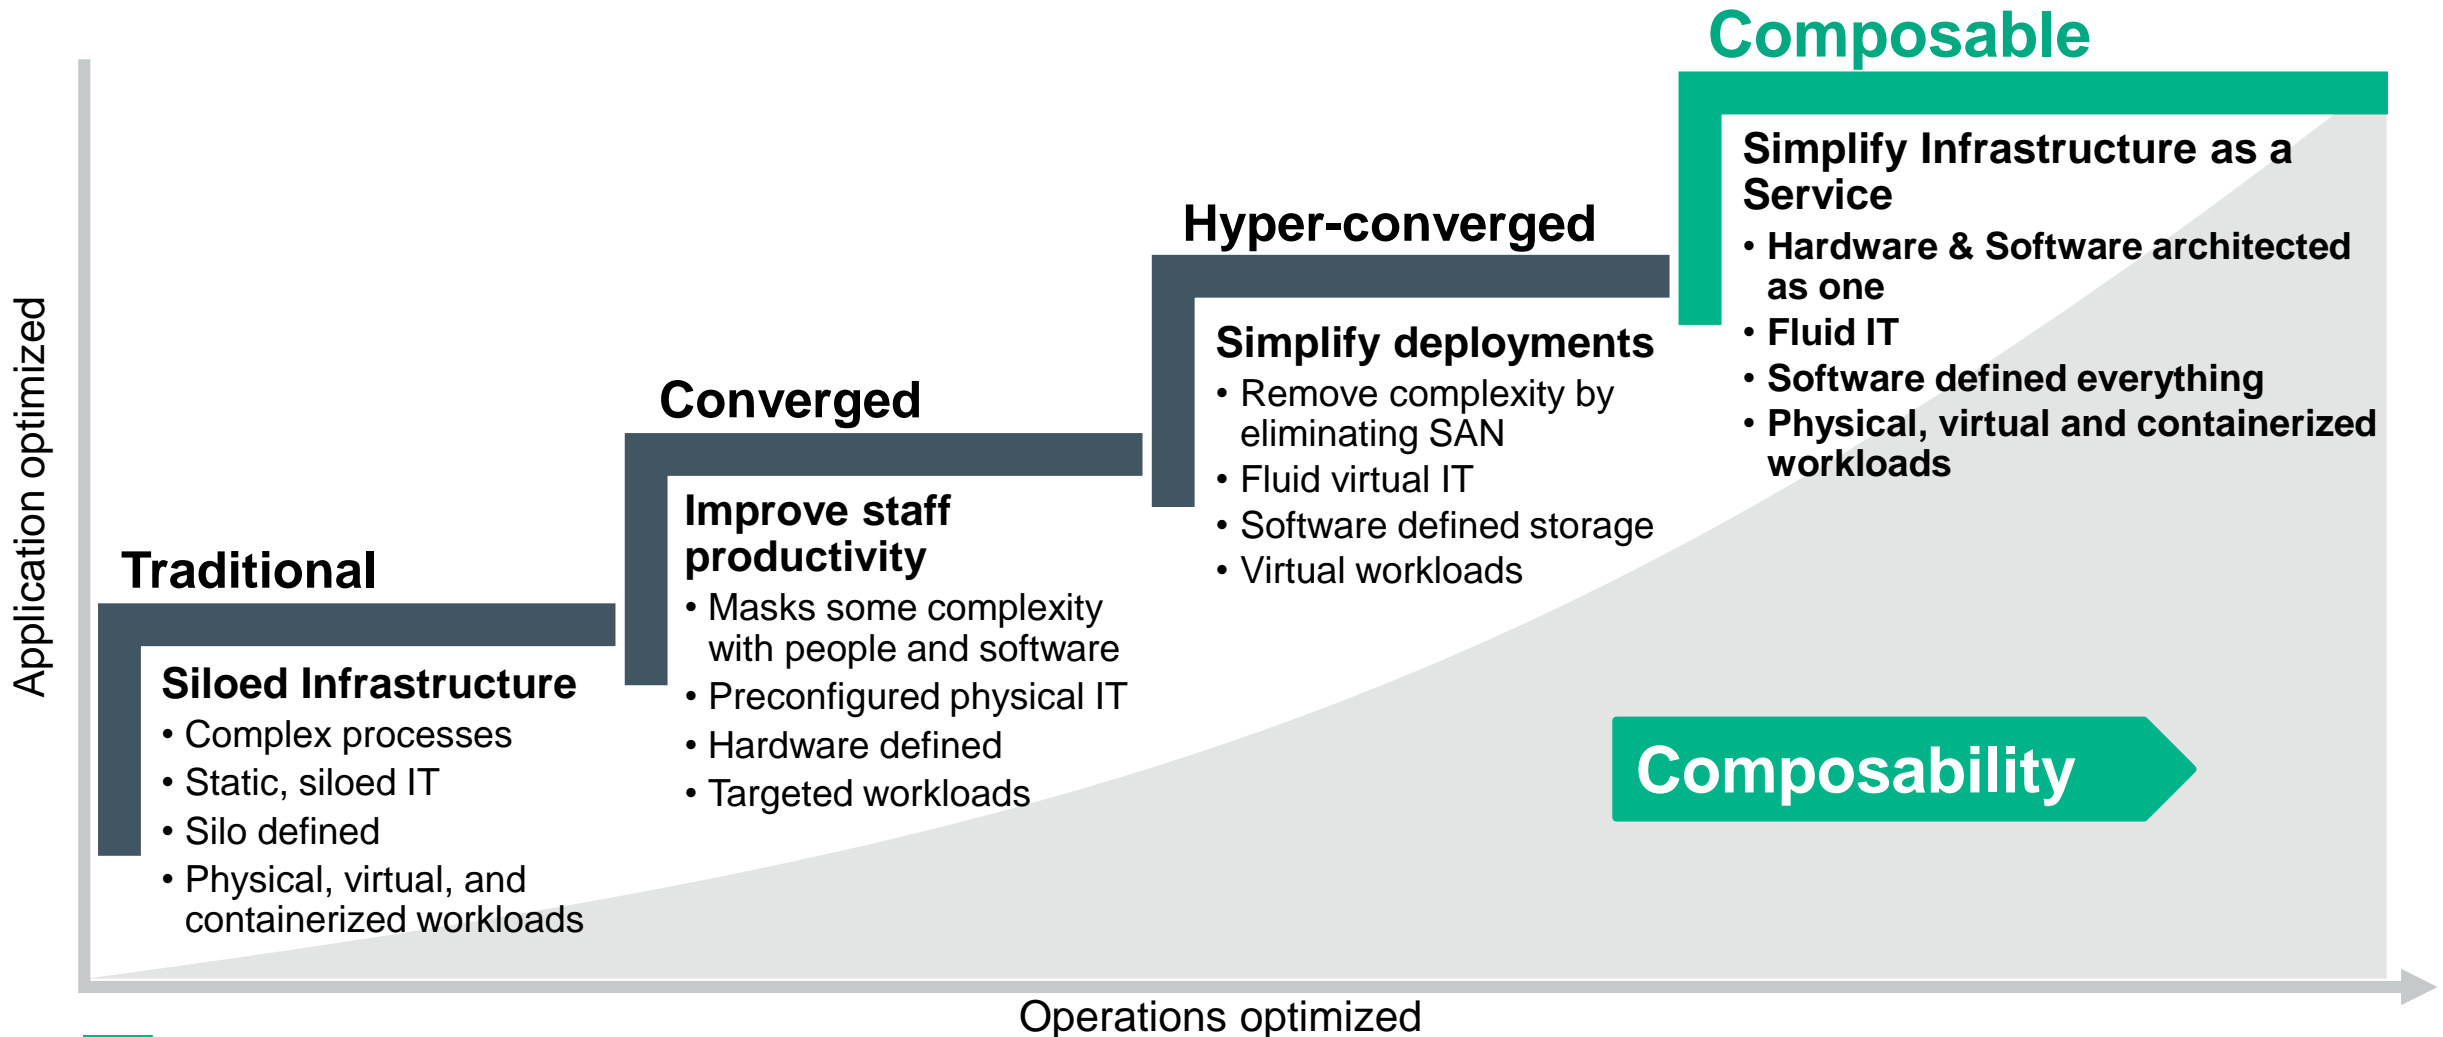 Composable
Simplify Infrastructure as a
Service
• Hardware & Software architected
as one
• Fluid IT
• Software defined everything
• Physical, virtual and containerized
workloads
Hyper-converged
Simplify deployments
• Remove complexity by
eliminating SAN
• Fluid virtual IT
• Software defined storage
• Virtual workloads
Converged
Improve staff
productivity
• Masks some complexity
with people and software
• Preconfigured physical IT
• Hardware defined
• Targeted workloads
Traditional
Siloed Infrastructure
• Complex processes
• Static, siloed IT
• Silo defined
• Physical, virtual, and
containerized workloads
Application optimized
Composability
Operations optimized